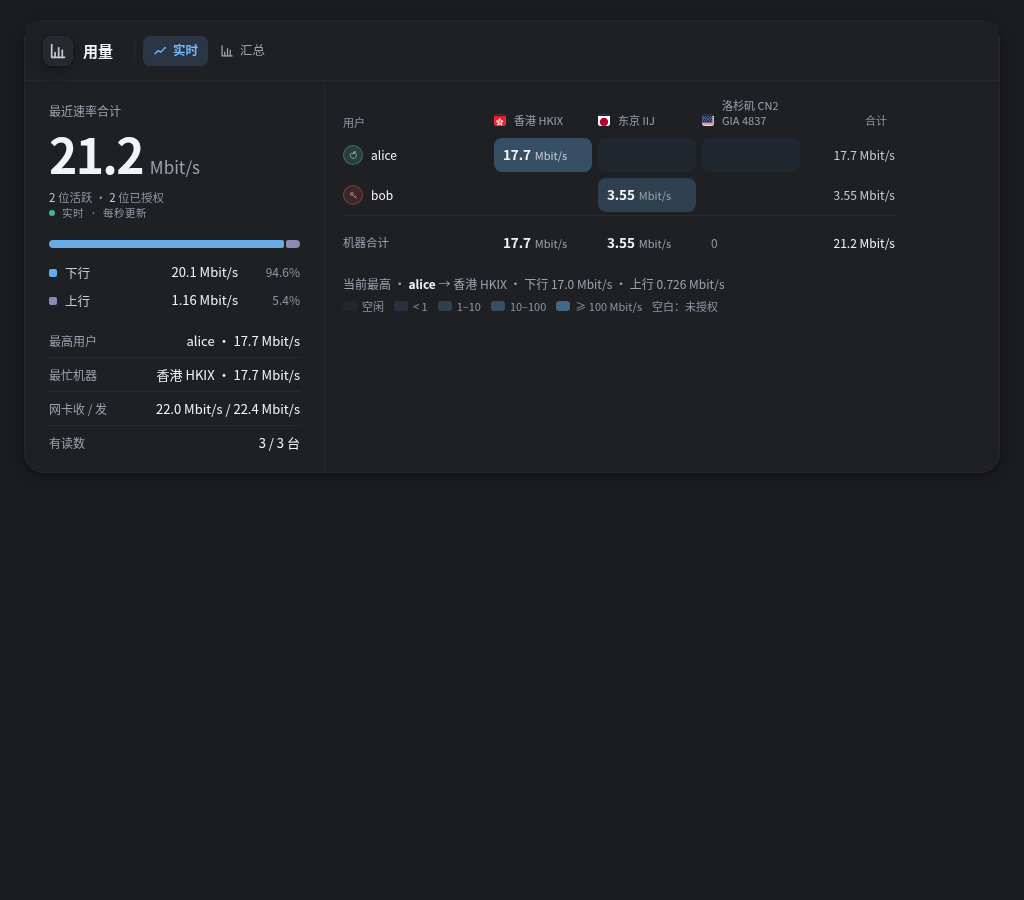 用量
实时
汇总
最近速率合计
21.2 Mbit/s
2 位活跃 · 2 位已授权
实时 · 每秒更新
下行 20.1 Mbit/s 94.6%
上行 1.16 Mbit/s 5.4%
最高用户 alice · 17.7 Mbit/s
最忙机器 香港 HKIX · 17.7 Mbit/s
网卡收 / 发 22.0 Mbit/s / 22.4 Mbit/s
有读数 3 / 3 台
用户 香港 HKIX 东京 IIJ 洛杉矶 CN2
GIA 4837 合计
alice 17.7 Mbit/s 17.7 Mbit/s
bob 3.55 Mbit/s 3.55 Mbit/s
机器合计 17.7 Mbit/s 3.55 Mbit/s 0 21.2 Mbit/s
当前最高 · alice → 香港 HKIX · 下行 17.0 Mbit/s · 上行 0.726 Mbit/s
空闲 < 1 1–10 10–100 ≥ 100 Mbit/s 空白：未授权